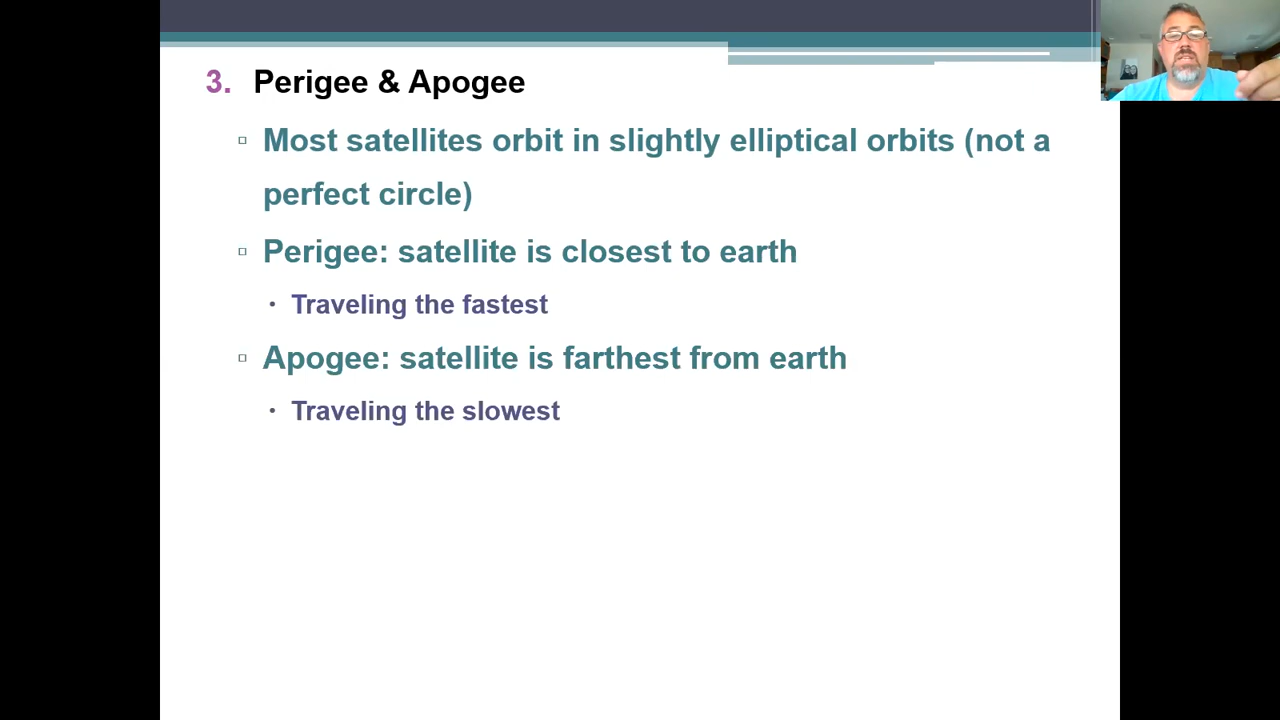 3. Perigee & Apogee
▫ Most satellites orbit in slightly elliptical orbits (not a
perfect circle)
▫ Perigee: satellite is closest to earth
• Traveling the fastest
▫ Apogee: satellite is farthest from earth
• Traveling the slowest